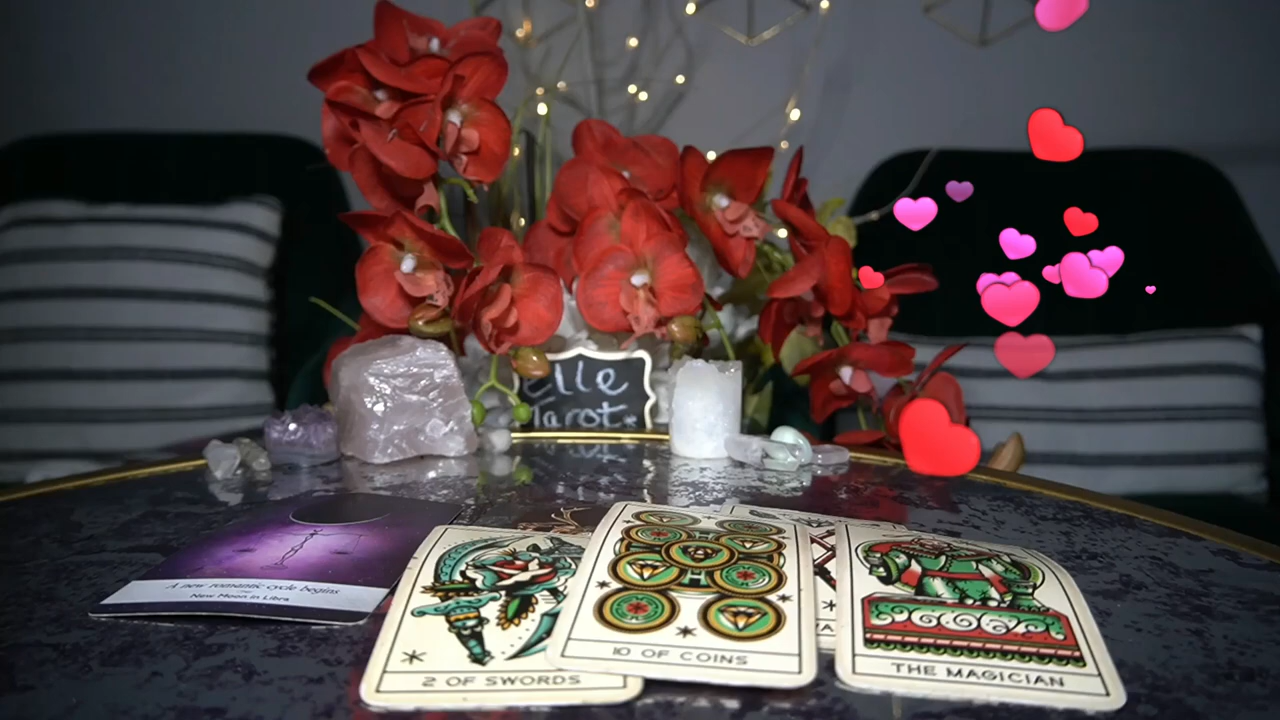 Elle
Tarot
A new romantic cycle begins
New Moon in Libra
2 OF SWORDS
10 OF COINS
THE MAGICIAN